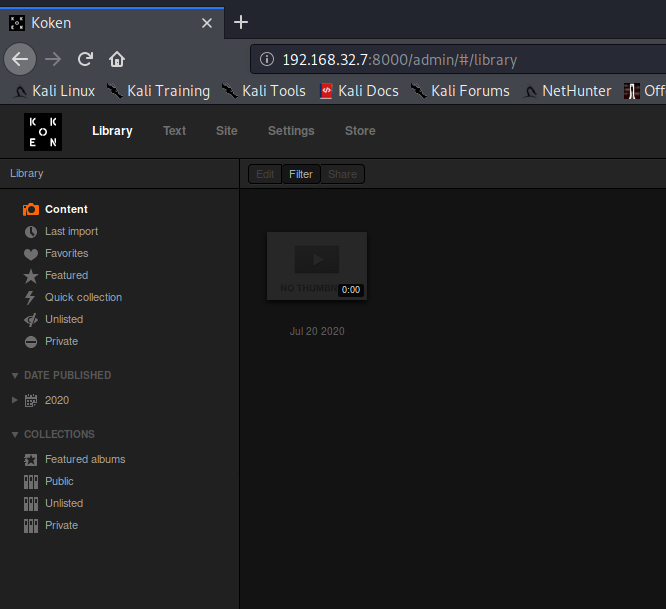 Koken
192.168.32.7:8000/admin/#/library
Kali Linux Kali Training Kali Tools Kali Docs Kali Forums NetHunter Off
K K O E N Library Text Site Settings Store
Library Edit Filter Share
Content
Last import
Favorites
Featured
Quick collection
Unlisted
Private
NO THUMB
0:00
Jul 20 2020
DATE PUBLISHED
2020
COLLECTIONS
Featured albums
Public
Unlisted
Private